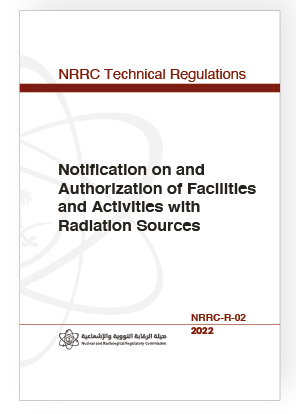 NRRC Technical Regulations
Notification on and
Authorization of Facilities
and Activities with
Radiation Sources
NRRC-R-02
2022
هيئة الرقابة النووية والإشعاعية
Nuclear and Radiological Regulatory Commission